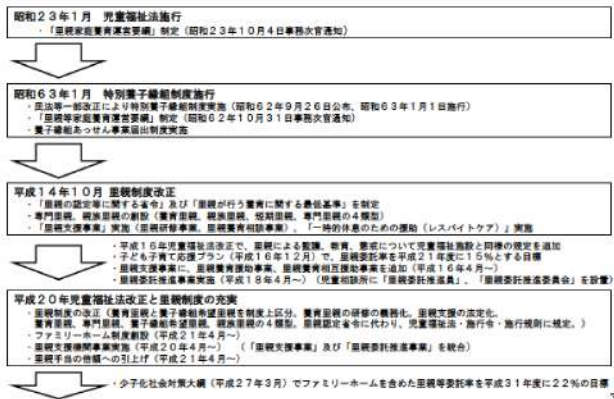 昭和23年1月 児童福祉法施行
・「里親家庭養育運営要綱」制定（昭和23年10月4日事務次官通知）
昭和63年1月 特別養子縁組制度施行
・民法等一部改正により特別養子縁組制度実施（昭和62年9月26日公布、昭和63年1月1日施行）
・「里親等家庭養育運営要綱」制定（昭和62年10月31日事務次官通知）
・養子縁組あっせん事業届出制度実施
平成14年10月 里親制度改正
・「里親の認定等に関する省令」及び「里親が行う養育に関する最低基準」を制定
・専門里親、親族里親の創設（養育里親、親族里親、短期里親、専門里親の4類型）
・「里親支援事業」実施（里親研修事業、里親養育相談事業）、「一時的休息のための援助（レスパイトケア）」実施
・平成16年児童福祉法改正で、里親による監護、教育、懲戒について児童福祉施設と同様の規定を追加
・子ども子育て応援プラン（平成16年12月）で、里親委託率を平成21年度に15％とする目標
・里親支援事業に、里親養育援助事業、里親養育相互援助事業を追加（平成16年4月～）
・里親委託推進事業実施（平成18年4月～）（児童相談所に「里親委託推進員」、「里親委託推進委員会」を設置）
平成20年児童福祉法改正と里親制度の充実
・里親制度の改正（養育里親と養子縁組希望里親を制度上区分。養育里親の研修の義務化。里親支援の法定化。
養育里親、専門里親、養子縁組希望里親、親族里親の4類型。里親認定省令に代わり、児童福祉法・施行令・施行規則に規定。）
・ファミリーホーム制度創設（平成21年4月～）
・里親支援機関事業実施（平成20年4月～）（「里親支援事業」及び「里親委託推進事業」を統合）
・里親手当の倍額への引上げ（平成21年4月～）
・少子化社会対策大綱（平成27年3月）でファミリーホームを含めた里親等委託率を平成31年度に22％の目標